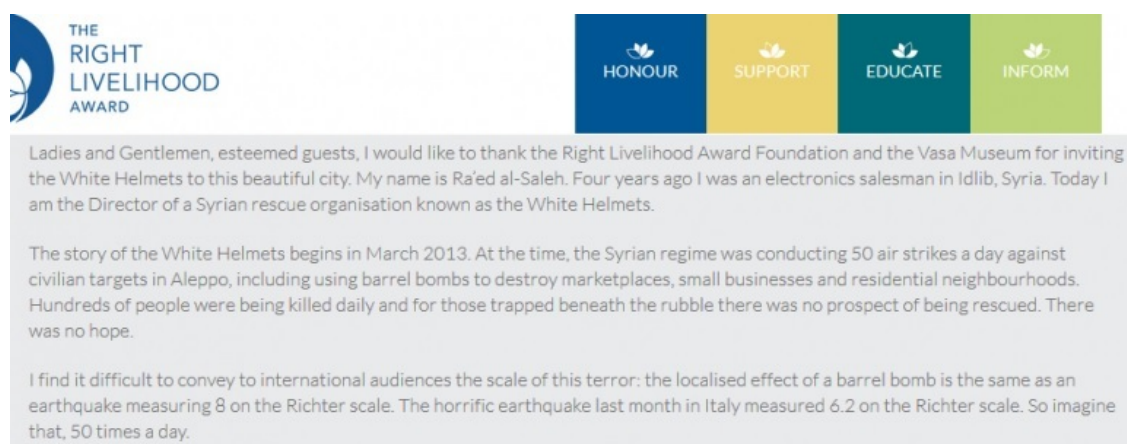 THE
RIGHT
LIVELIHOOD
AWARD
HONOUR
SUPPORT
EDUCATE
INFORM
Ladies and Gentlemen, esteemed guests, I would like to thank the Right Livelihood Award Foundation and the Vasa Museum for inviting
the White Helmets to this beautiful city. My name is Ra'ed al-Saleh. Four years ago I was an electronics salesman in Idlib, Syria. Today I
am the Director of a Syrian rescue organisation known as the White Helmets.
The story of the White Helmets begins in March 2013. At the time, the Syrian regime was conducting 50 air strikes a day against
civilian targets in Aleppo, including using barrel bombs to destroy marketplaces, small businesses and residential neighbourhoods.
Hundreds of people were being killed daily and for those trapped beneath the rubble there was no prospect of being rescued. There
was no hope.
I find it difficult to convey to international audiences the scale of this terror: the localised effect of a barrel bomb is the same as an
earthquake measuring 8 on the Richter scale. The horrific earthquake last month in Italy measured 6.2 on the Richter scale. So imagine
that, 50 times a day.